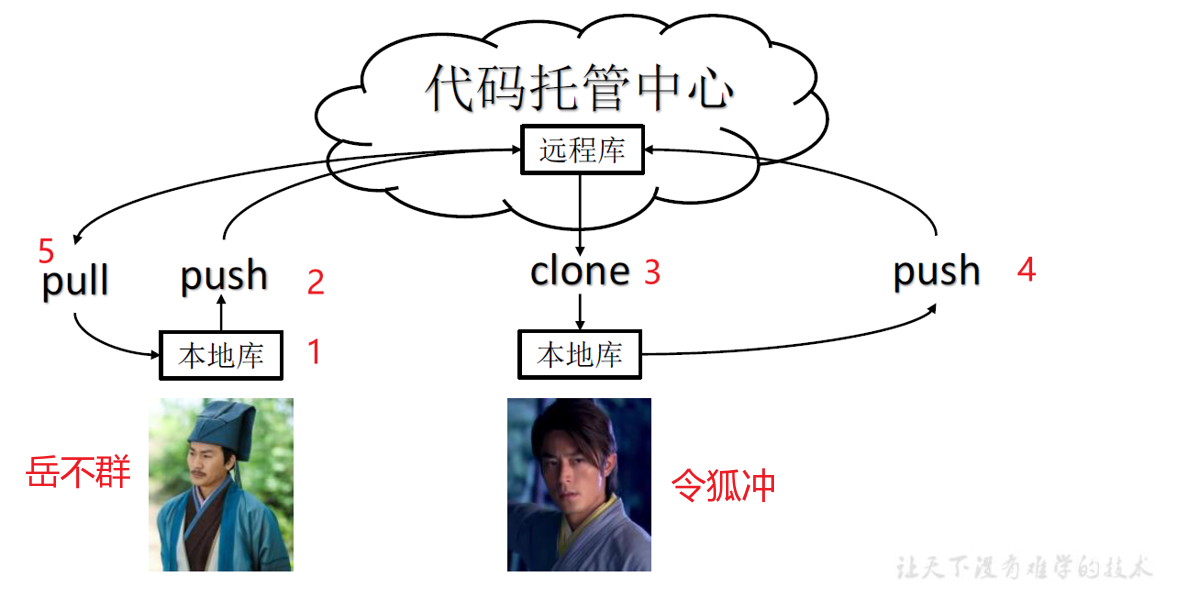 代码托管中心
远程库
5
pull
push
2
clone
3
push
4
本地库
1
本地库
岳不群
令狐冲
让天下没有难学的技术